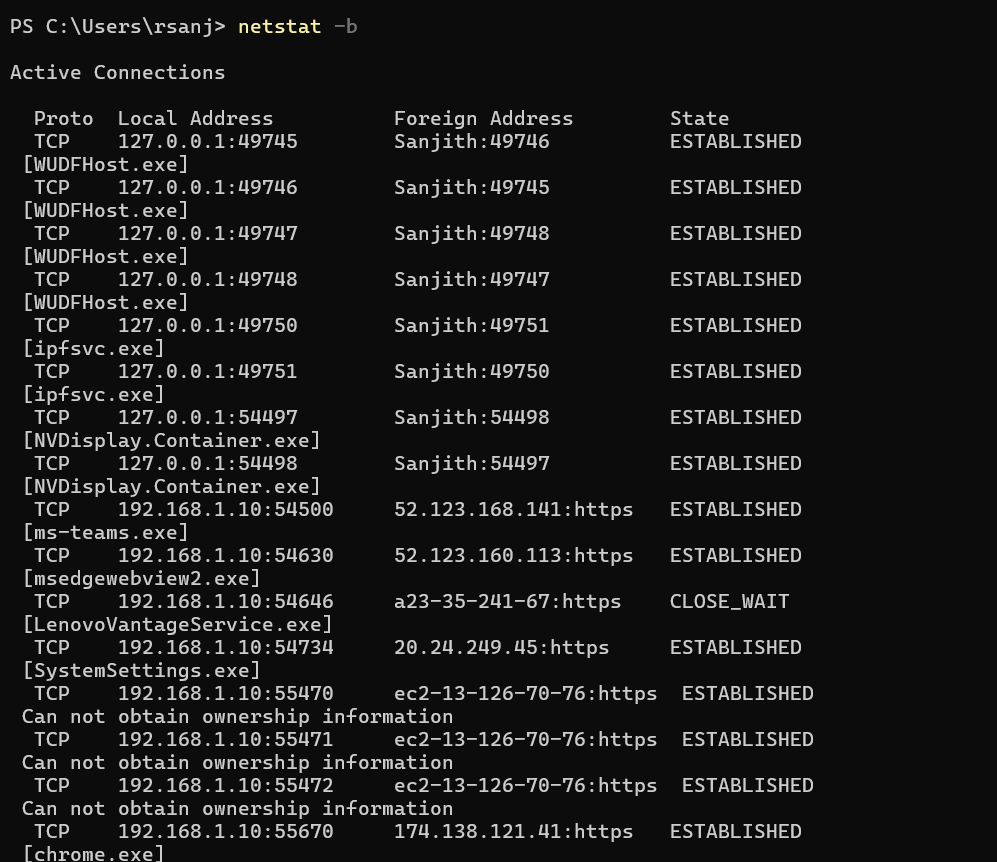 PS C:\Users\rsanj> netstat -b
Active Connections
Proto Local Address Foreign Address State
TCP 127.0.0.1:49745 Sanjith:49746 ESTABLISHED
[WUDFHost.exe]
TCP 127.0.0.1:49746 Sanjith:49745 ESTABLISHED
[WUDFHost.exe]
TCP 127.0.0.1:49747 Sanjith:49748 ESTABLISHED
[WUDFHost.exe]
TCP 127.0.0.1:49748 Sanjith:49747 ESTABLISHED
[WUDFHost.exe]
TCP 127.0.0.1:49750 Sanjith:49751 ESTABLISHED
[ipfsvc.exe]
TCP 127.0.0.1:49751 Sanjith:49750 ESTABLISHED
[ipfsvc.exe]
TCP 127.0.0.1:54497 Sanjith:54498 ESTABLISHED
[NVDisplay.Container.exe]
TCP 127.0.0.1:54498 Sanjith:54497 ESTABLISHED
[NVDisplay.Container.exe]
TCP 192.168.1.10:54500 52.123.168.141:https ESTABLISHED
[ms-teams.exe]
TCP 192.168.1.10:54630 52.123.160.113:https ESTABLISHED
[msedgewebview2.exe]
TCP 192.168.1.10:54646 a23-35-241-67:https CLOSE_WAIT
[LenovoVantageService.exe]
TCP 192.168.1.10:54734 20.24.249.45:https ESTABLISHED
[SystemSettings.exe]
TCP 192.168.1.10:55470 ec2-13-126-70-76:https ESTABLISHED
Can not obtain ownership information
TCP 192.168.1.10:55471 ec2-13-126-70-76:https ESTABLISHED
Can not obtain ownership information
TCP 192.168.1.10:55472 ec2-13-126-70-76:https ESTABLISHED
Can not obtain ownership information
TCP 192.168.1.10:55670 174.138.121.41:https ESTABLISHED
[chrome.exe]